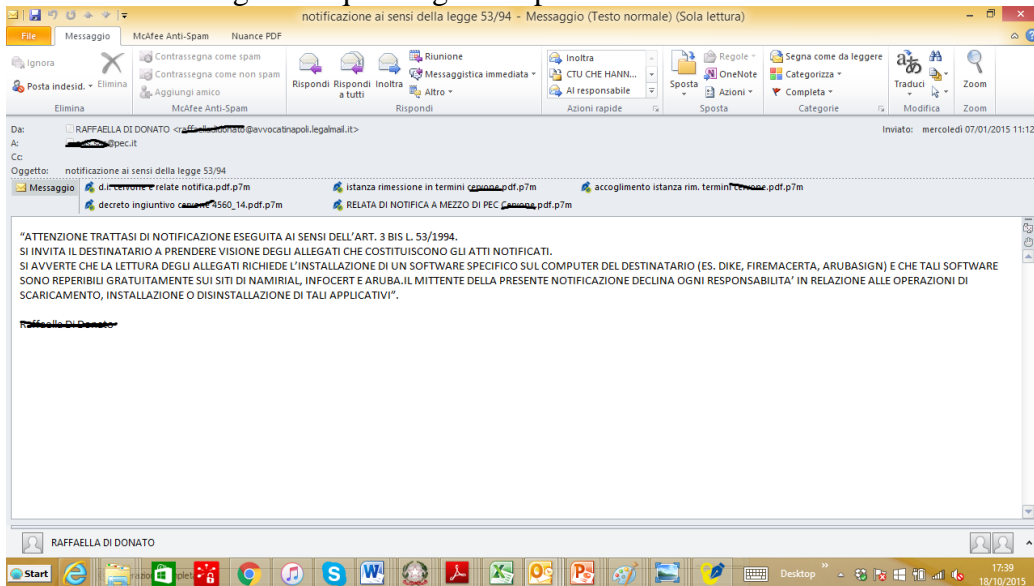 notificazione ai sensi della legge 53/94 - Messaggio (Testo normale) (Sola lettura)
File Messaggio McAfee Anti-Spam Nuance PDF
Ignora
Posta indesid.
Elimina
Contrassegna come spam
Contrassegna come non spam
Aggiungi amico
Rispondi Rispondi a tutti Inoltra
Riunione
Messaggistica immediata
Altro
Inoltra
CTU CHE HANN...
Al responsabile
Sposta
Regole
OneNote
Azioni
Segna come da leggere
Categorizza
Completa
Traduci
Zoom
Elimina McAfee Anti-Spam Rispondi Azioni rapide Sposta Categorie Modifica Zoom
Da: RAFFAELLA DI DONATO @avvocatinapoli.legalmail.it> Inviato: mercoledì 07/01/2015 11:12
A: @pec.it
Cc:
Oggetto: notificazione ai sensi della legge 53/94
Messaggio d.i. e relate notifica.pdf.p7m istanza rimessione in termini .pdf.p7m accoglimento istanza rim. termini .pdf.p7m
decreto ingiuntivo 4560_14.pdf.p7m RELATA DI NOTIFICA A MEZZO DI PEC .pdf.p7m
“ATTENZIONE TRATTASI DI NOTIFICAZIONE ESEGUITA AI SENSI DELL’ART. 3 BIS L. 53/1994.
SI INVITA IL DESTINATARIO A PRENDERE VISIONE DEGLI ALLEGATI CHE COSTITUISCONO GLI ATTI NOTIFICATI.
SI AVVERTE CHE LA LETTURA DEGLI ALLEGATI RICHIEDE L’INSTALLAZIONE DI UN SOFTWARE SPECIFICO SUL COMPUTER DEL DESTINATARIO (ES. DIKE, FIREMACERTA, ARUBASIGN) E CHE TALI SOFTWARE
SONO REPERIBILI GRATUITAMENTE SUI SITI DI NAMIRIAL, INFOCERT E ARUBA.IL MITTENTE DELLA PRESENTE NOTIFICAZIONE DECLINA OGNI RESPONSABILITA’ IN RELAZIONE ALLE OPERAZIONI DI
SCARICAMENTO, INSTALLAZIONE O DISINSTALLAZIONE DI TALI APPLICATIVI”.
RAFFAELLA DI DONATO
Start
Desktop
17:39
18/10/2015